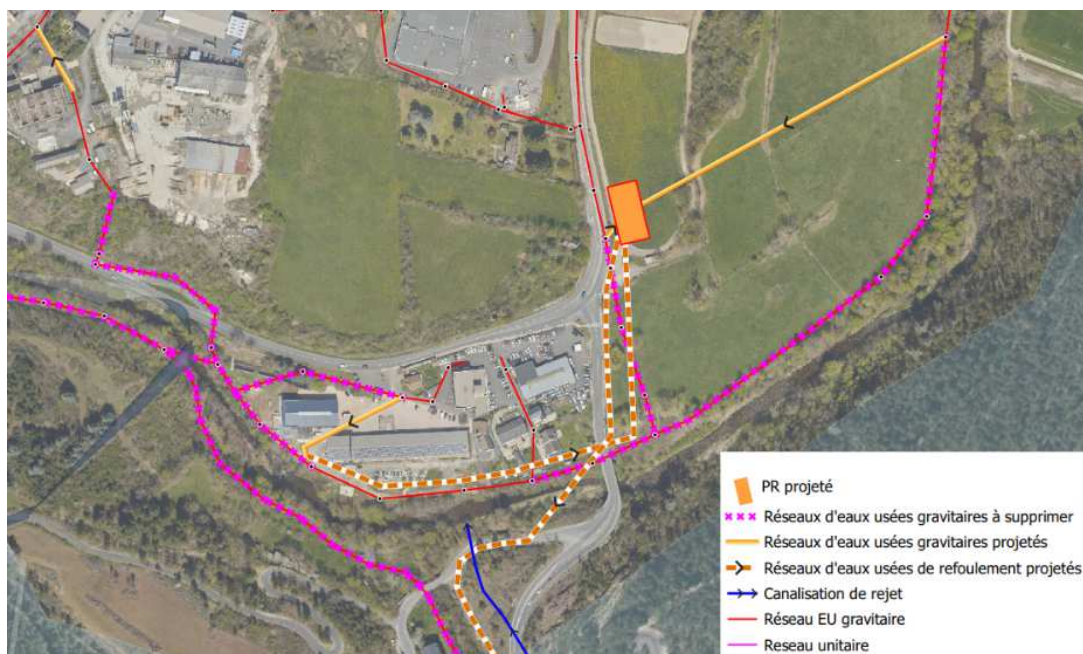 PR projeté
Réseaux d'eaux usées gravitaires à supprimer
Réseaux d'eaux usées gravitaires projetés
Réseaux d'eaux usées de refoulement projetés
Canalisation de rejet
Réseau EU gravitaire
Reseau unitaire